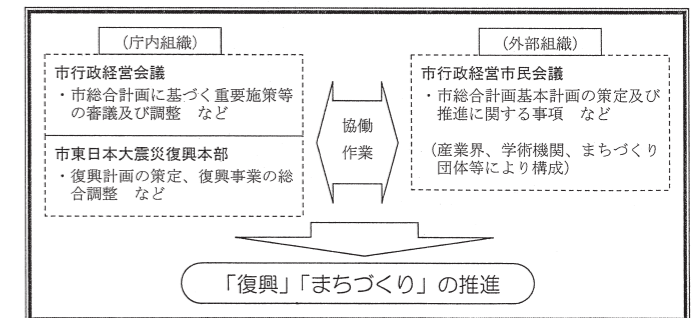 （庁内組織）
市行政経営会議
・市総合計画に基づく重要施策等
の審議及び調整　など
市東日本大震災復興本部
・復興計画の策定、復興事業の総
合調整　など
協働
作業
（外部組織）
市行政経営市民会議
・市総合計画基本計画の策定及び
推進に関する事項　など
（産業界、学術機関、まちづくり
団体等により構成）
「復興」「まちづくり」の推進